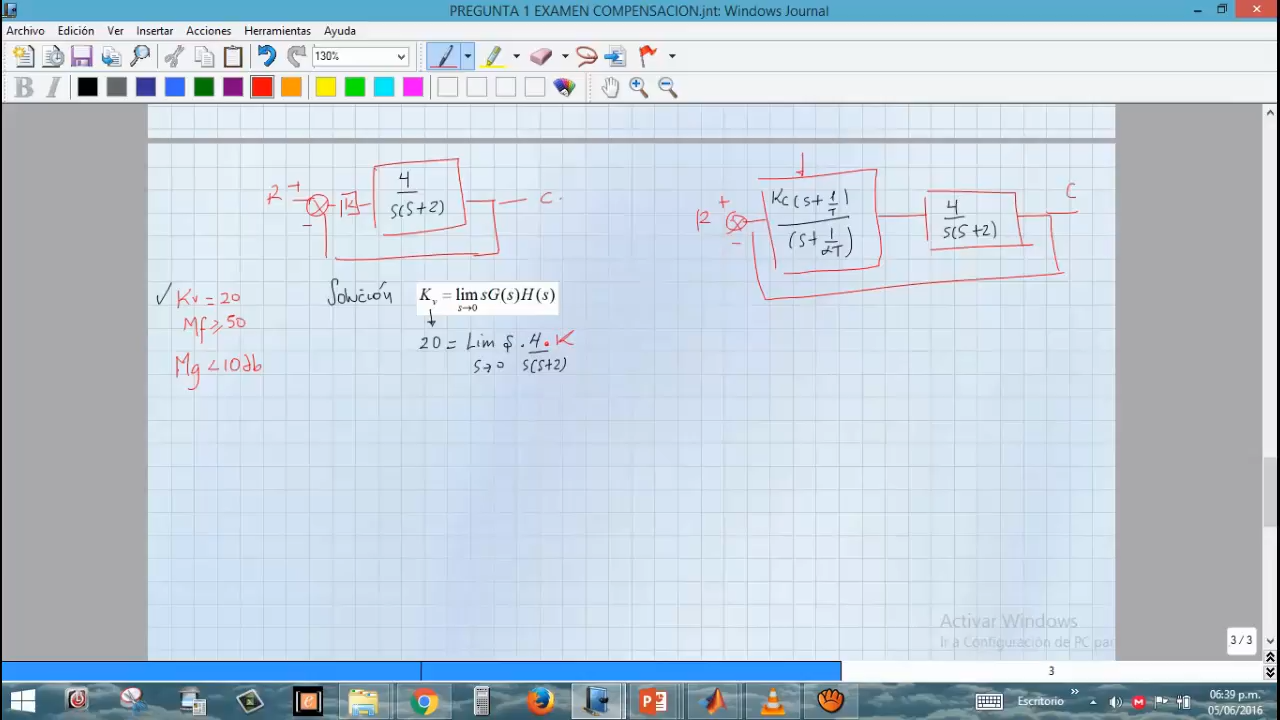 PREGUNTA 1 EXAMEN COMPENSACION.jnt: Windows Journal
Archivo Edición Ver Insertar Acciones Herramientas Ayuda
130%
B I
R + - K 4/s(s+2) C
R + - Kc(s+1/T)/(s+1/αT) 4/s(s+2) C
✓ Kv = 20
Mf ≥ 50
Mg < 10db
Solución Kv = lim s→0 sG(s)H(s)
20 = Lim s→0 s . 4 . K / s(s+2)
Activar Windows
Ir a Configuración de PC par
3 / 3
3
Escritorio
06:39 p.m.
05/06/2016